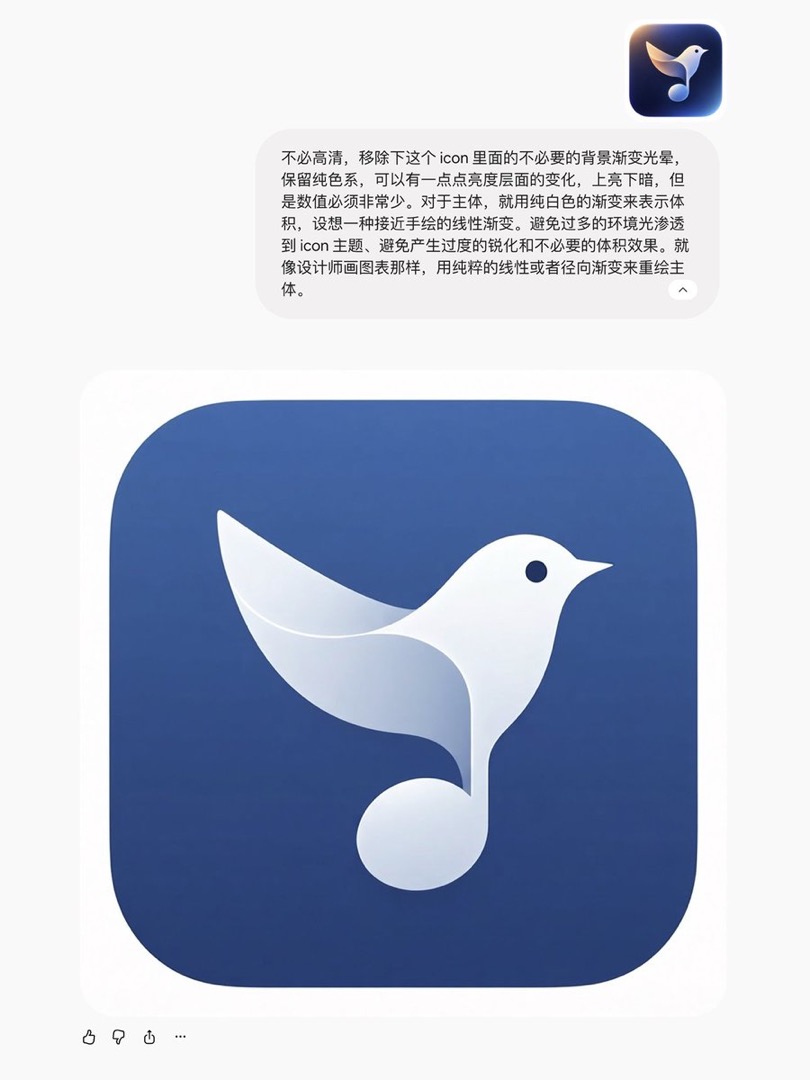 不必高清，移除下这个 icon 里面的不必要的背景渐变光晕，
保留纯色系，可以有一点点亮度层面的变化，上亮下暗，但
是数值必须非常少。对于主体，就用纯白色的渐变来表示体
积，设想一种接近手绘的线性渐变。避免过多的环境光渗透
到 icon 主题、避免产生过度的锐化和不必要的体积效果。就
像设计师画图表那样，用纯粹的线性或者径向渐变来重绘主
体。